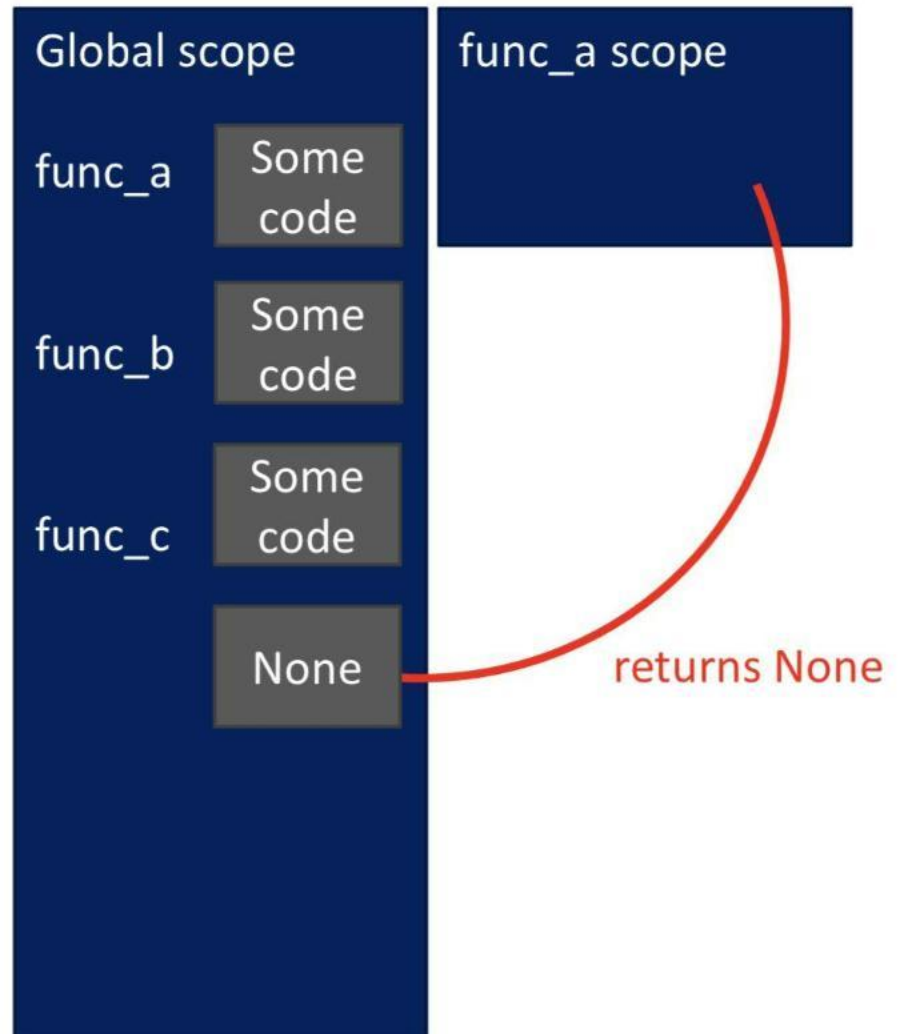 Global scope
func_a scope
func_a
Some
code
func_b
Some
code
func_c
Some
code
None
returns None